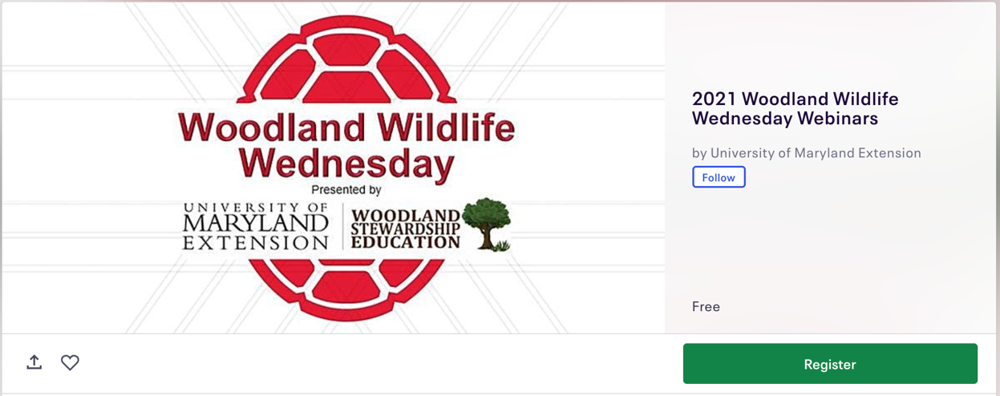 Woodland Wildlife
Wednesday
Presented by
UNIVERSITY OF
MARYLAND
EXTENSION
WOODLAND
STEWARDSHIP
EDUCATION
2021 Woodland Wildlife
Wednesday Webinars
by University of Maryland Extension
Follow
Free
Register